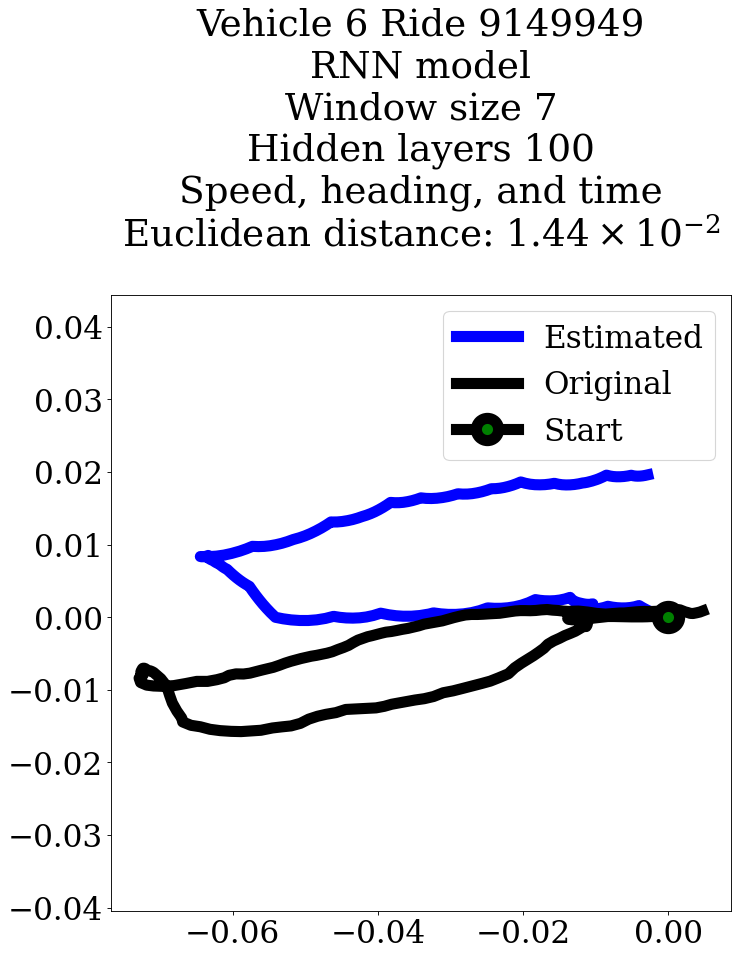 Vehicle 6 Ride 9149949
RNN model
Window size 7
Hidden layers 100
Speed, heading, and time
Euclidean distance: 1.44 × 10⁻²
Estimated
Original
Start
0.04
0.03
0.02
0.01
0.00
−0.01
−0.02
−0.03
−0.04
−0.06 −0.04 −0.02 0.00